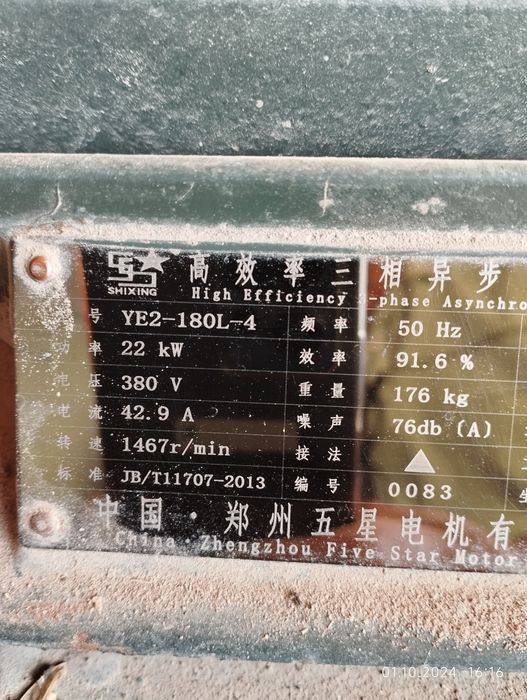 SHIXING
高效率三相异步
High Efficiency -phase Asynchro
号 YE2-180L-4 频率 50 Hz
功率 22 kW 效率 91.6 %
电压 380 V 重量 176 kg
电流 42.9 A 噪声 76db (A)
转速 1467r/min 接法 △
标准 JB/T11707-2013 编号 0083
中国·郑州五星电机有
China·Zhengzhou Five Star Motor
01.10.2024 16:16